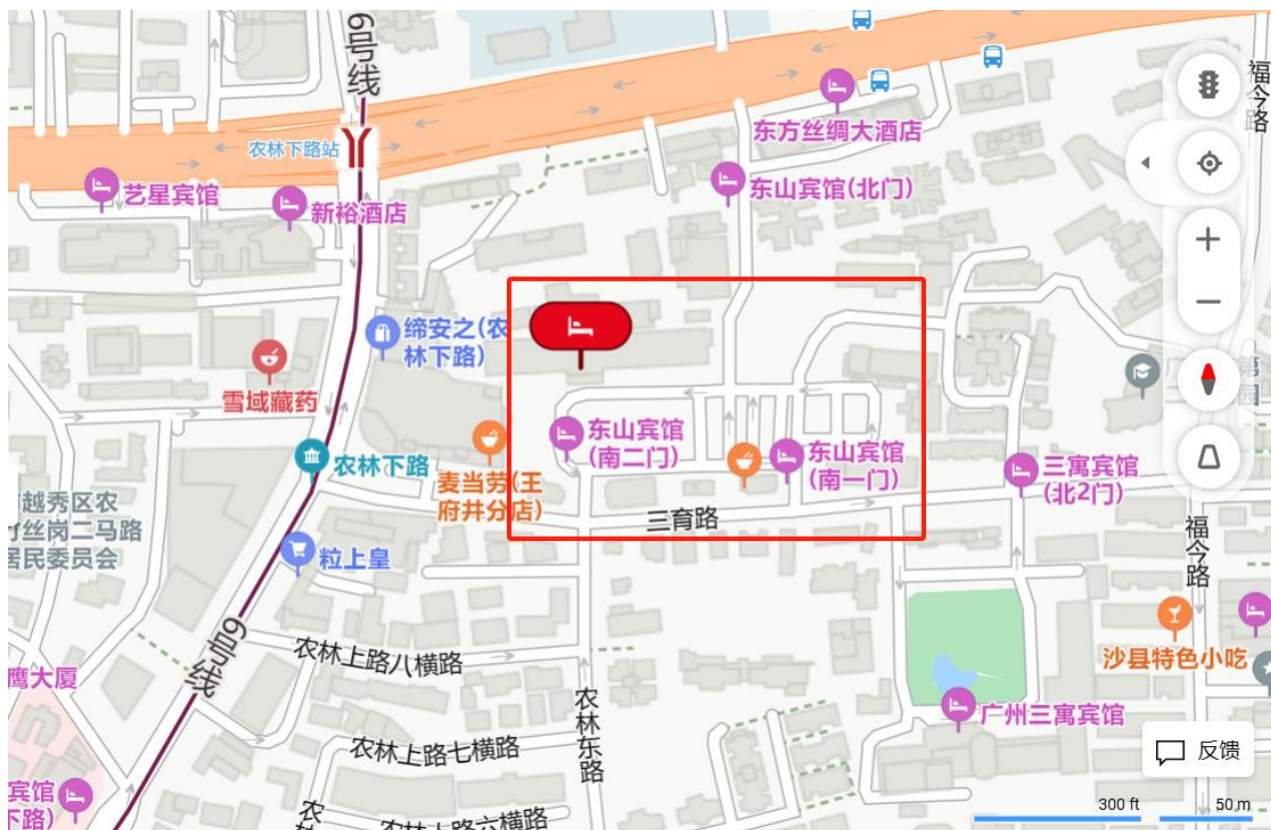 6号线
福今路
东方丝绸大酒店
农林下路站
艺星宾馆
东山宾馆(北门)
新裕酒店
缔安之(农
林下路)
雪域藏药
东山宾馆
(南二门)
东山宾馆
(南一门)
农林下路
麦当劳(王
府井分店)
三寓宾馆
(北2门)
越秀区农
丝岗二马路
居民委员会
三育路
福今路
粒上皇
6号线
农林上路八横路
沙县特色小吃
鹰大厦
农林东路
广州三寓宾馆
农林上路七横路
反馈
宾馆
下路)
300 ft
50 m
农林上路六横路